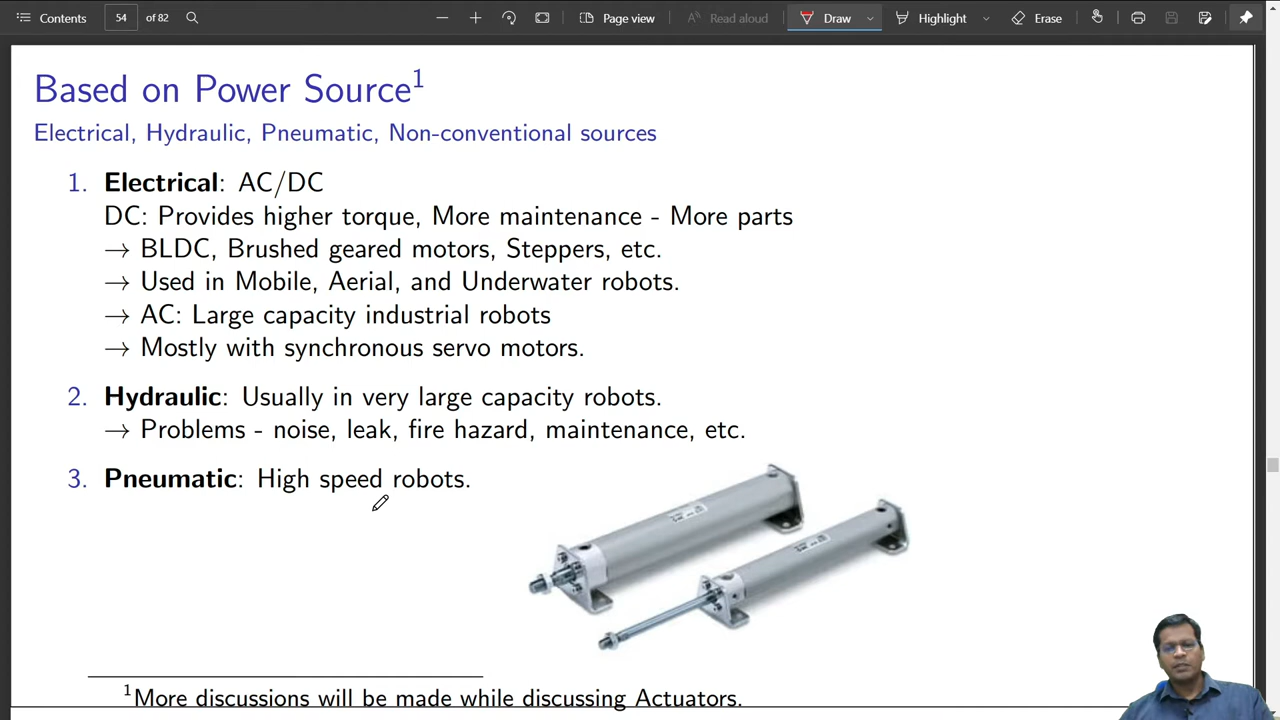 Contents
54
of 82
Page view
Read aloud
Draw
Highlight
Erase
Based on Power Source1
Electrical, Hydraulic, Pneumatic, Non-conventional sources
1. Electrical: AC/DC
DC: Provides higher torque, More maintenance - More parts
→ BLDC, Brushed geared motors, Steppers, etc.
→ Used in Mobile, Aerial, and Underwater robots.
→ AC: Large capacity industrial robots
→ Mostly with synchronous servo motors.
2. Hydraulic: Usually in very large capacity robots.
→ Problems - noise, leak, fire hazard, maintenance, etc.
3. Pneumatic: High speed robots.
1More discussions will be made while discussing Actuators.